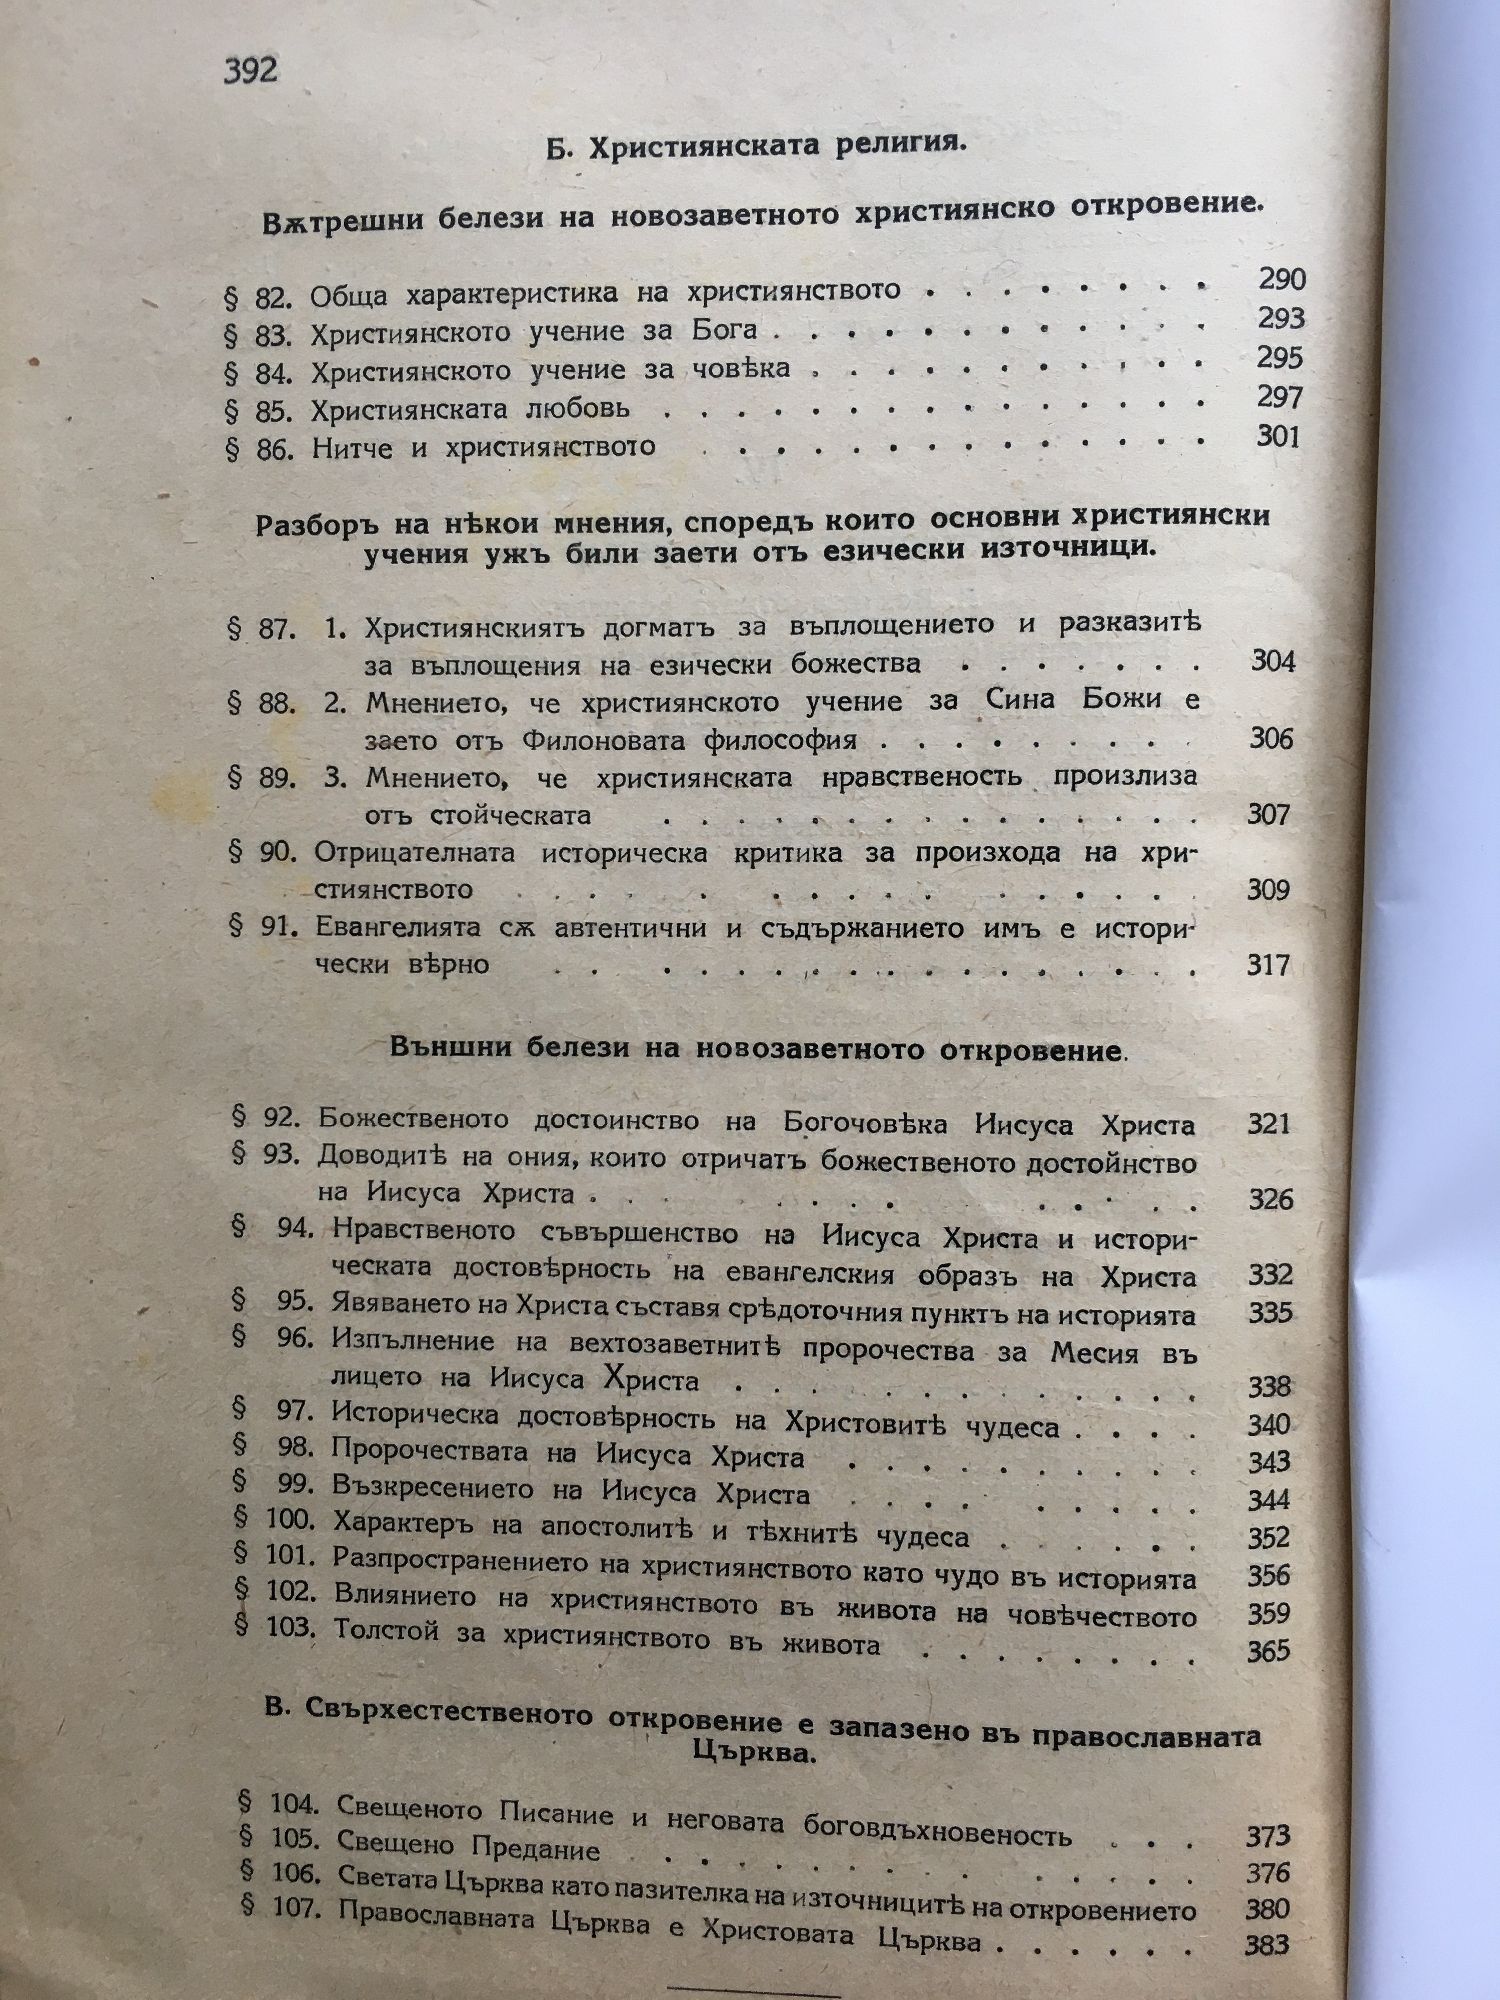 392
Б. Християнската религия.
Вѫтрешни белези на новозаветното християнско откровение.
§ 82. Обща характеристика на християнството . . . . . . . . 290
§ 83. Християнското учение за Бога . . . . . . . . . . . . 293
§ 84. Християнското учение за човѣка . . . . . . . . . . . 295
§ 85. Християнската любовь . . . . . . . . . . . . . . . 297
§ 86. Нитче и християнството . . . . . . . . . . . . . . 301
Разборъ на нѣкои мнения, споредъ които основни християнски
учения ужъ били заети отъ езически източници.
§ 87. 1. Християнскиятъ догматъ за въплощението и разказитѣ
за въплощения на езически божества . . . . . . . 304
§ 88. 2. Мнението, че християнското учение за Сина Божи е
заето отъ Филоновата философия . . . . . . . . . 306
§ 89. 3. Мнението, че християнската нравственость произлиза
отъ стойческата . . . . . . . . . . . . . . . 307
§ 90. Отрицателната историческа критика за произхода на хри-
стиянството . . . . . . . . . . . . . . . 309
§ 91. Евангелията сѫ автентични и съдържанието имъ е истори-
чески вѣрно . . . . . . . . . . . . . . . . . 317
Външни белези на новозаветното откровение.
§ 92. Божественото достоинство на Богочовѣка Иисуса Христа 321
§ 93. Доводитѣ на ония, които отричатъ божественото достойнство
на Иисуса Христа . . . . . . . . . . . . 326
§ 94. Нравственото съвършенство на Иисуса Христа и истори-
ческата достовѣрность на евангелския образъ на Христа 332
§ 95. Явяването на Христа съставя срѣдоточния пунктъ на историята 335
§ 96. Изпълнение на вехтозаветнитѣ пророчества за Месия въ
лицето на Иисуса Христа . . . . . . . . . . . . . 338
§ 97. Историческа достовѣрность на Христовитѣ чудеса . . . . 340
§ 98. Пророчествата на Иисуса Христа . . . . . . . . . . 343
§ 99. Възкресението на Иисуса Христа . . . . . . . . . 344
§ 100. Характеръ на апостолитѣ и тѣхнитѣ чудеса . . . . . . 352
§ 101. Разпространението на християнството като чудо въ историята 356
§ 102. Влиянието на християнството въ живота на човѣчеството 359
§ 103. Толстой за християнството въ живота . . . . . . . . 365
В. Свърхестественото откровение е запазено въ православната
Църква.
§ 104. Свещеното Писание и неговата боговдъхновеность . . . 373
§ 105. Свещено Предание . . . . . . . . . . . . . . 376
§ 106. Светата Църква като пазителка на източницитѣ на откровението 380
§ 107. Православната Църква е Христовата Църква . . . . . . 383